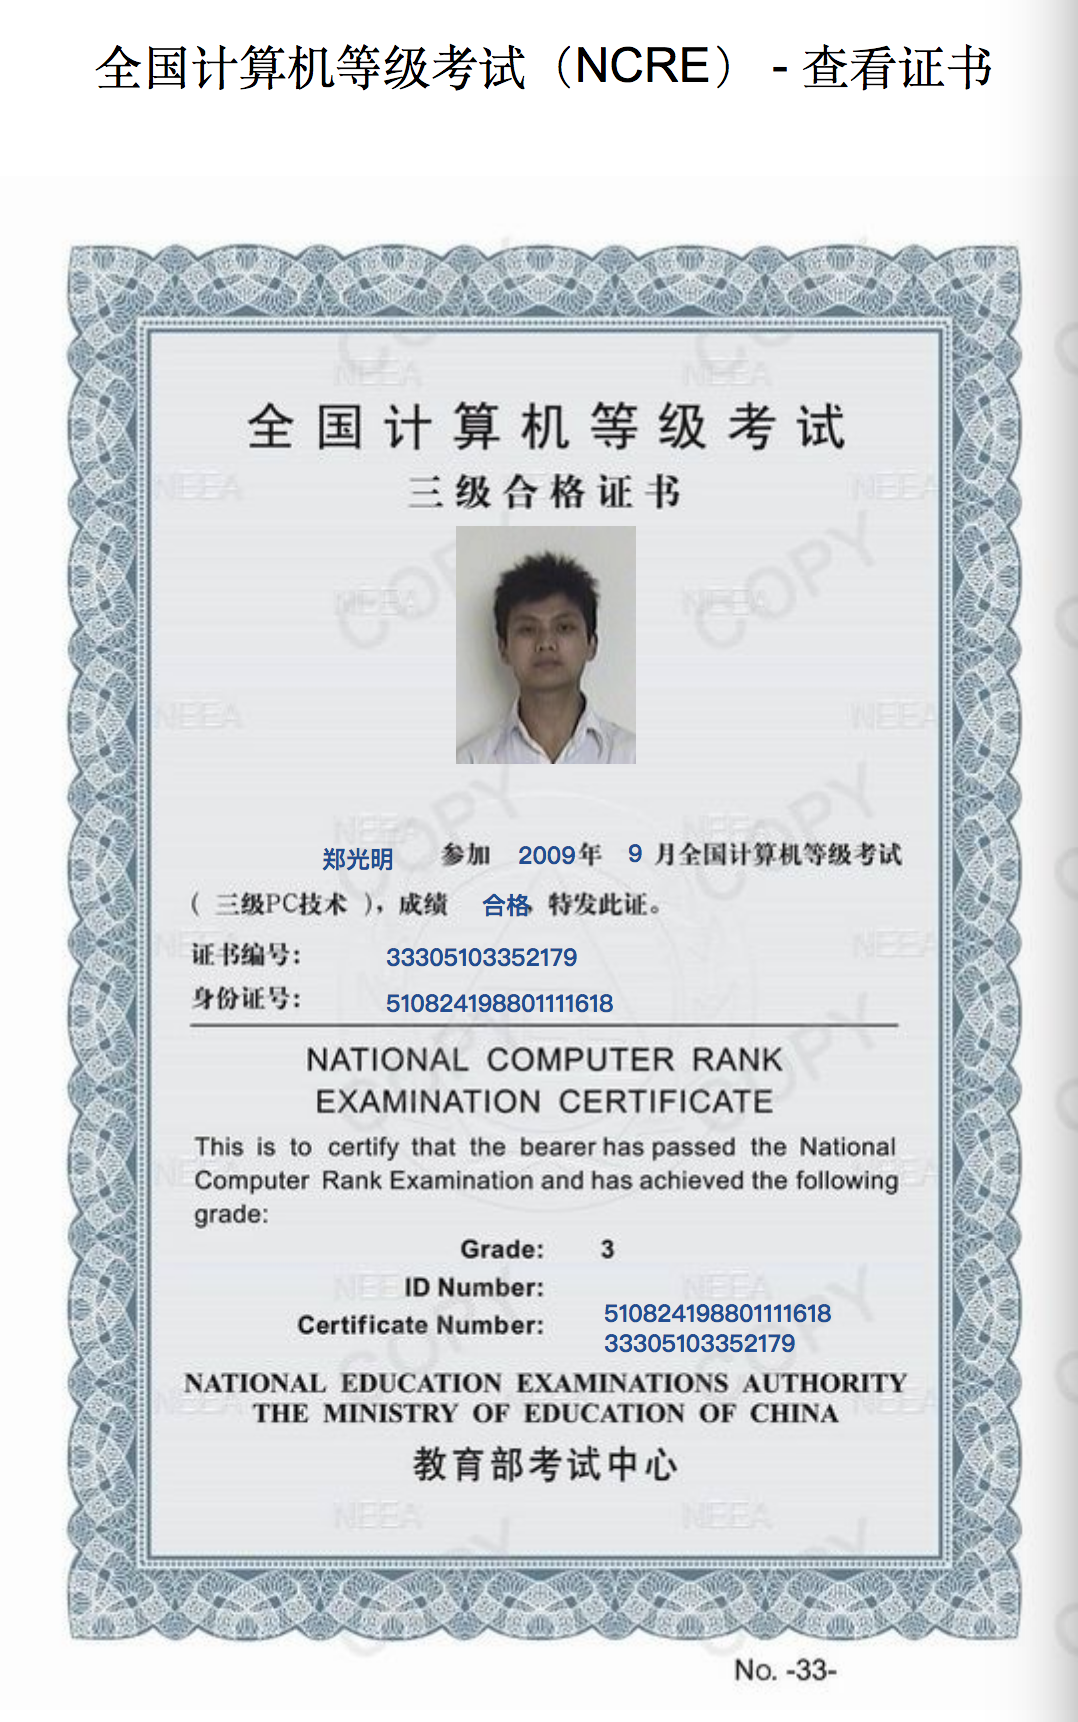 全国计算机等级考试（NCRE） - 查看证书
全国计算机等级考试
三级合格证书
郑光明 参加 2009年 9 月全国计算机等级考试
( 三级PC技术 )，成绩 合格，特发此证。
证书编号： 33305103352179
身份证号： 510824198801111618
NATIONAL COMPUTER RANK
EXAMINATION CERTIFICATE
This is to certify that the bearer has passed the National
Computer Rank Examination and has achieved the following
grade:
Grade: 3
ID Number:
510824198801111618
Certificate Number:
33305103352179
NATIONAL EDUCATION EXAMINATIONS AUTHORITY
THE MINISTRY OF EDUCATION OF CHINA
教育部考试中心
No. -33-
COPY
NEEA